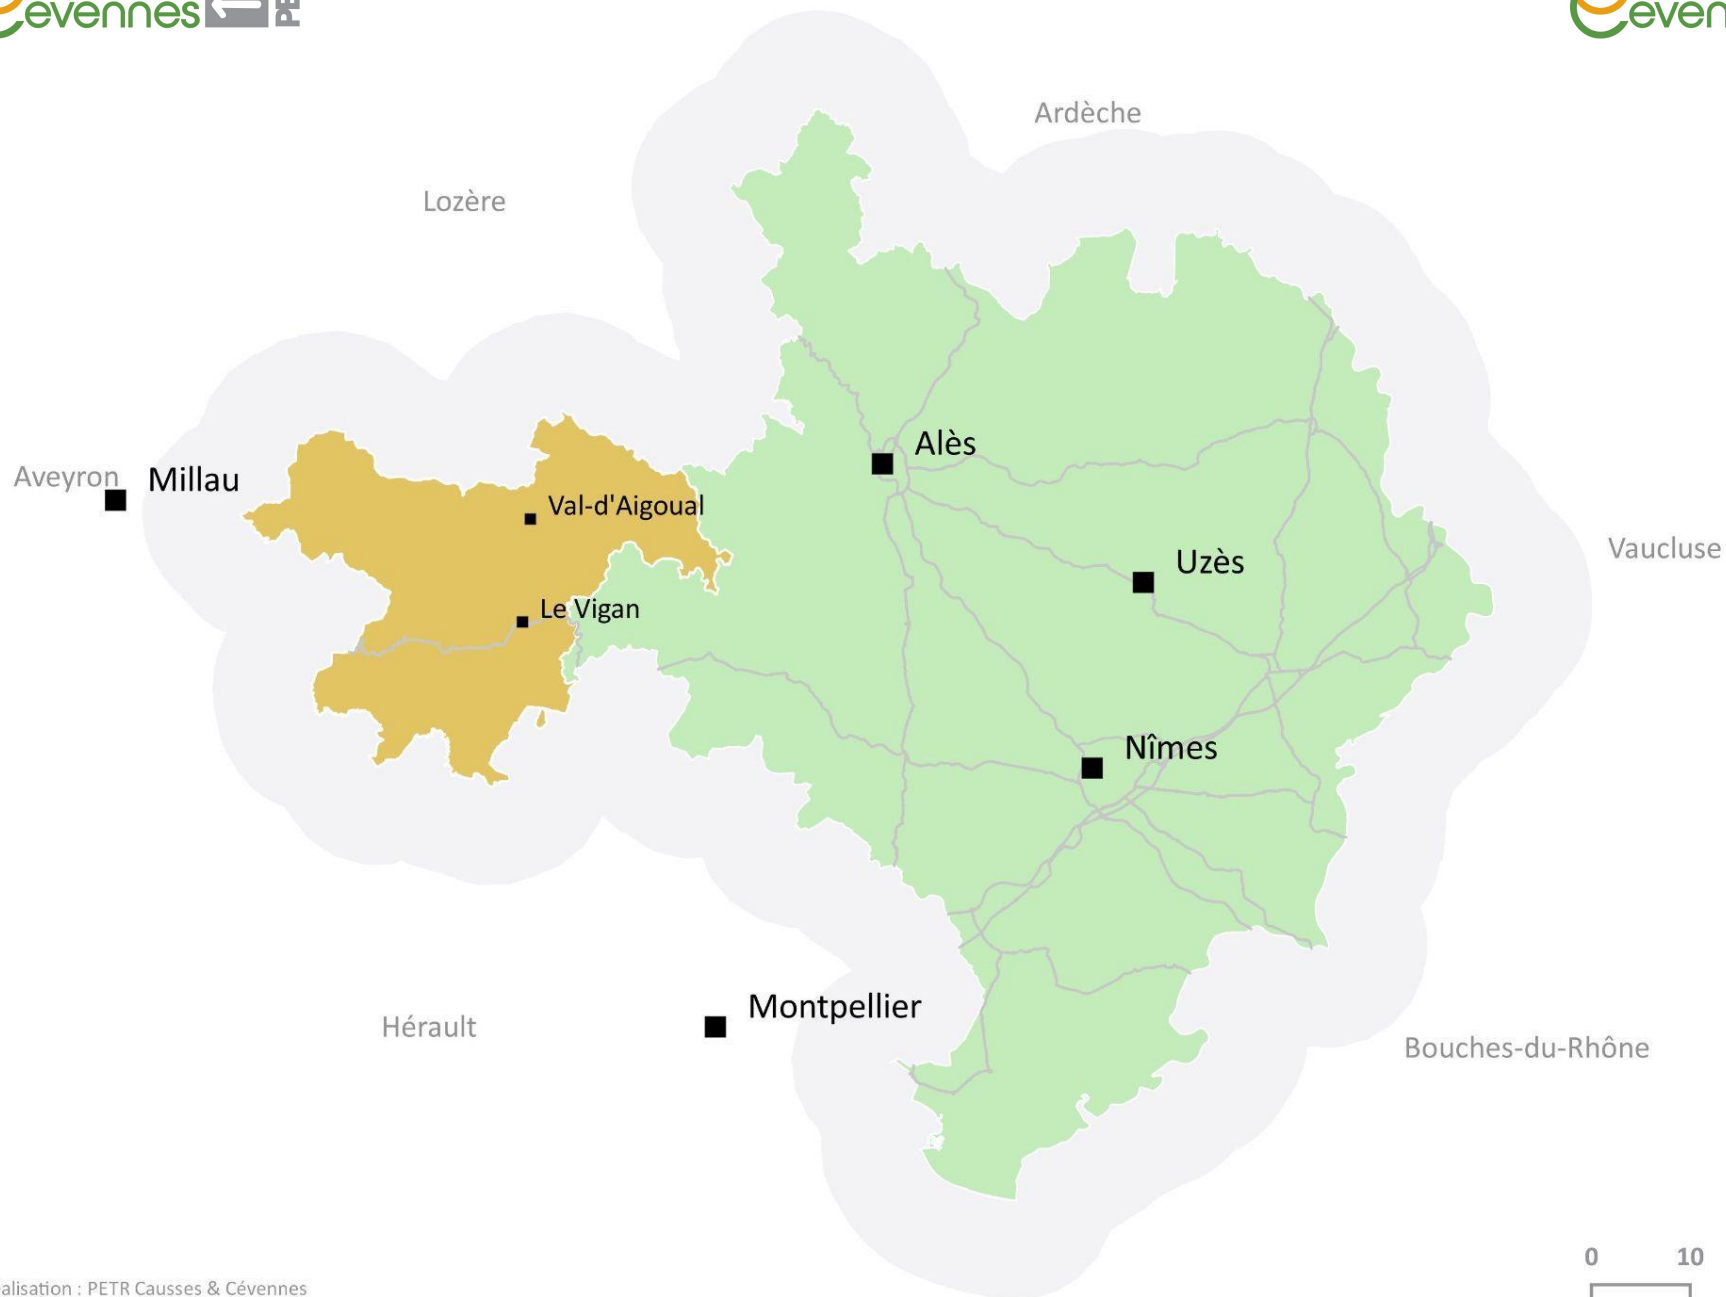 evennes
Ardèche
Lozère
Alès
Aveyron
Millau
Val-d'Aigoual
Vaucluse
Uzès
Le Vigan
Nîmes
Montpellier
Hérault
Bouches-du-Rhône
0 10
alisation : PETR Causses & Cévennes